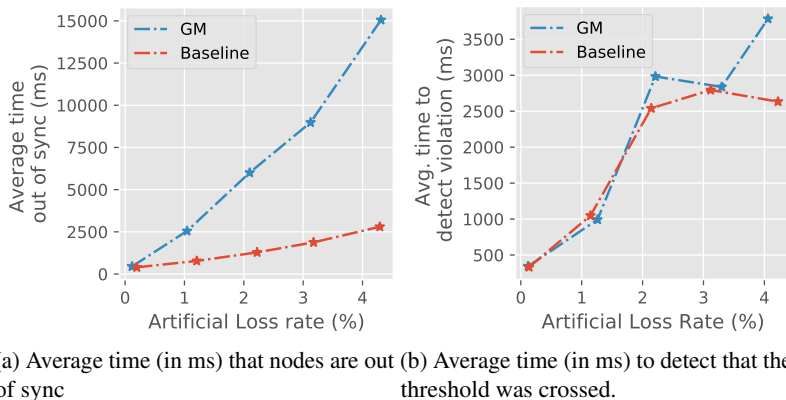 GM
Baseline
15000
12500
10000
7500
5000
2500
0
Average time
out of sync (ms)
0 1 2 3 4
Artificial Loss rate (%)
GM
Baseline
3500
3000
2500
2000
1500
1000
500
Avg. time to
detect violation (ms)
0 1 2 3 4
Artificial Loss Rate (%)
a) Average time (in ms) that nodes are out
of sync
(b) Average time (in ms) to detect that the
threshold was crossed.